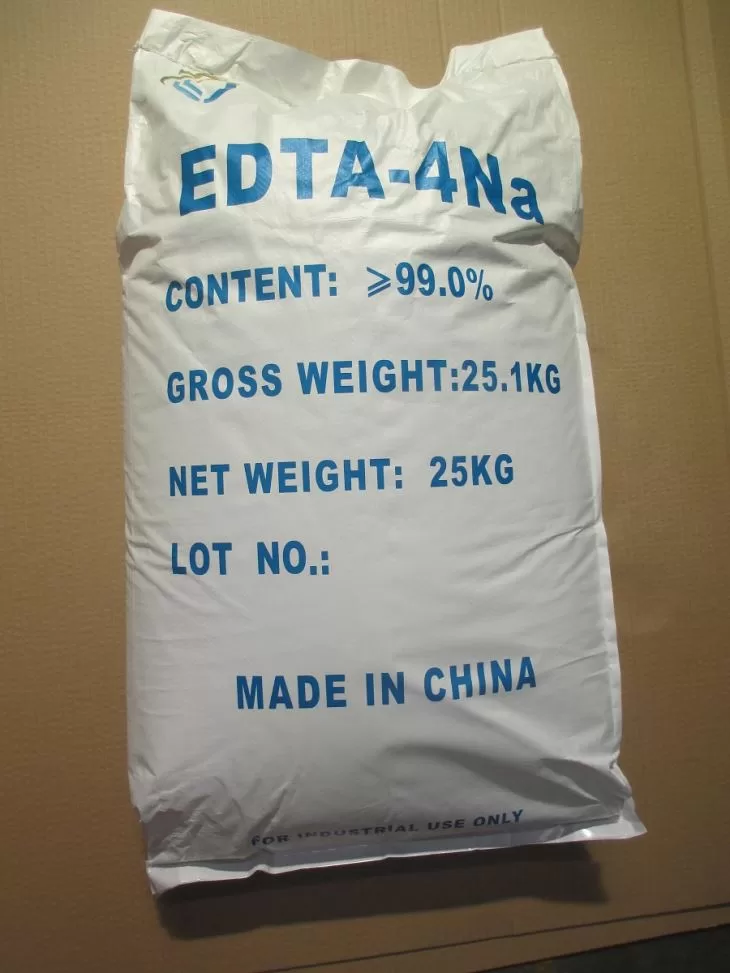 EDTA-4Na
CONTENT: ⩾99.0%
GROSS WEIGHT:25.1KG
NET WEIGHT: 25KG
LOT NO.:
MADE IN CHINA
FOR INDUSTRIAL USE ONLY